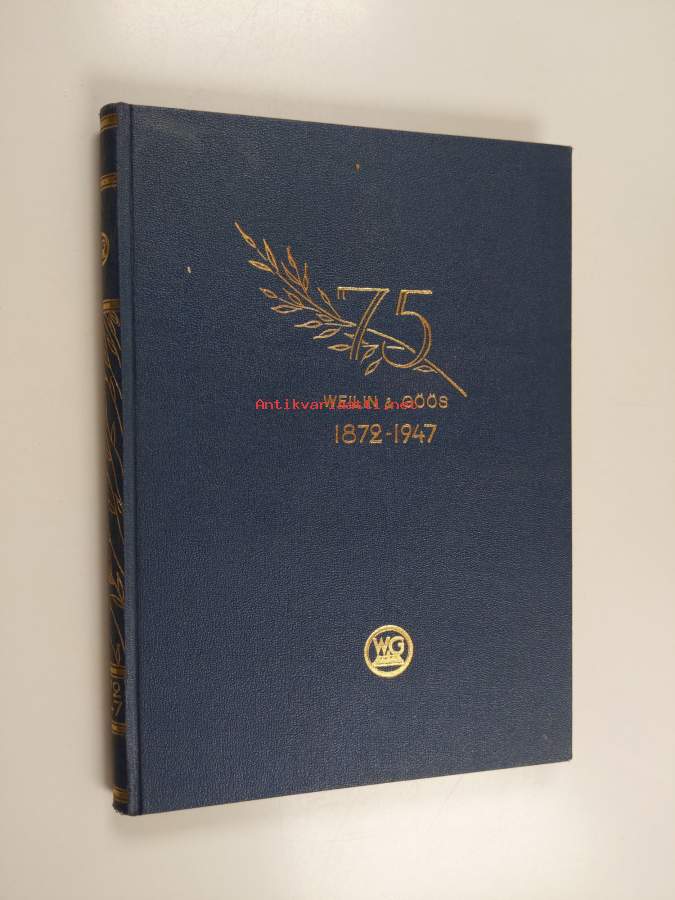 75
WEILIN & GÖÖS
Antikvariaatti.net
1872-1947
WG